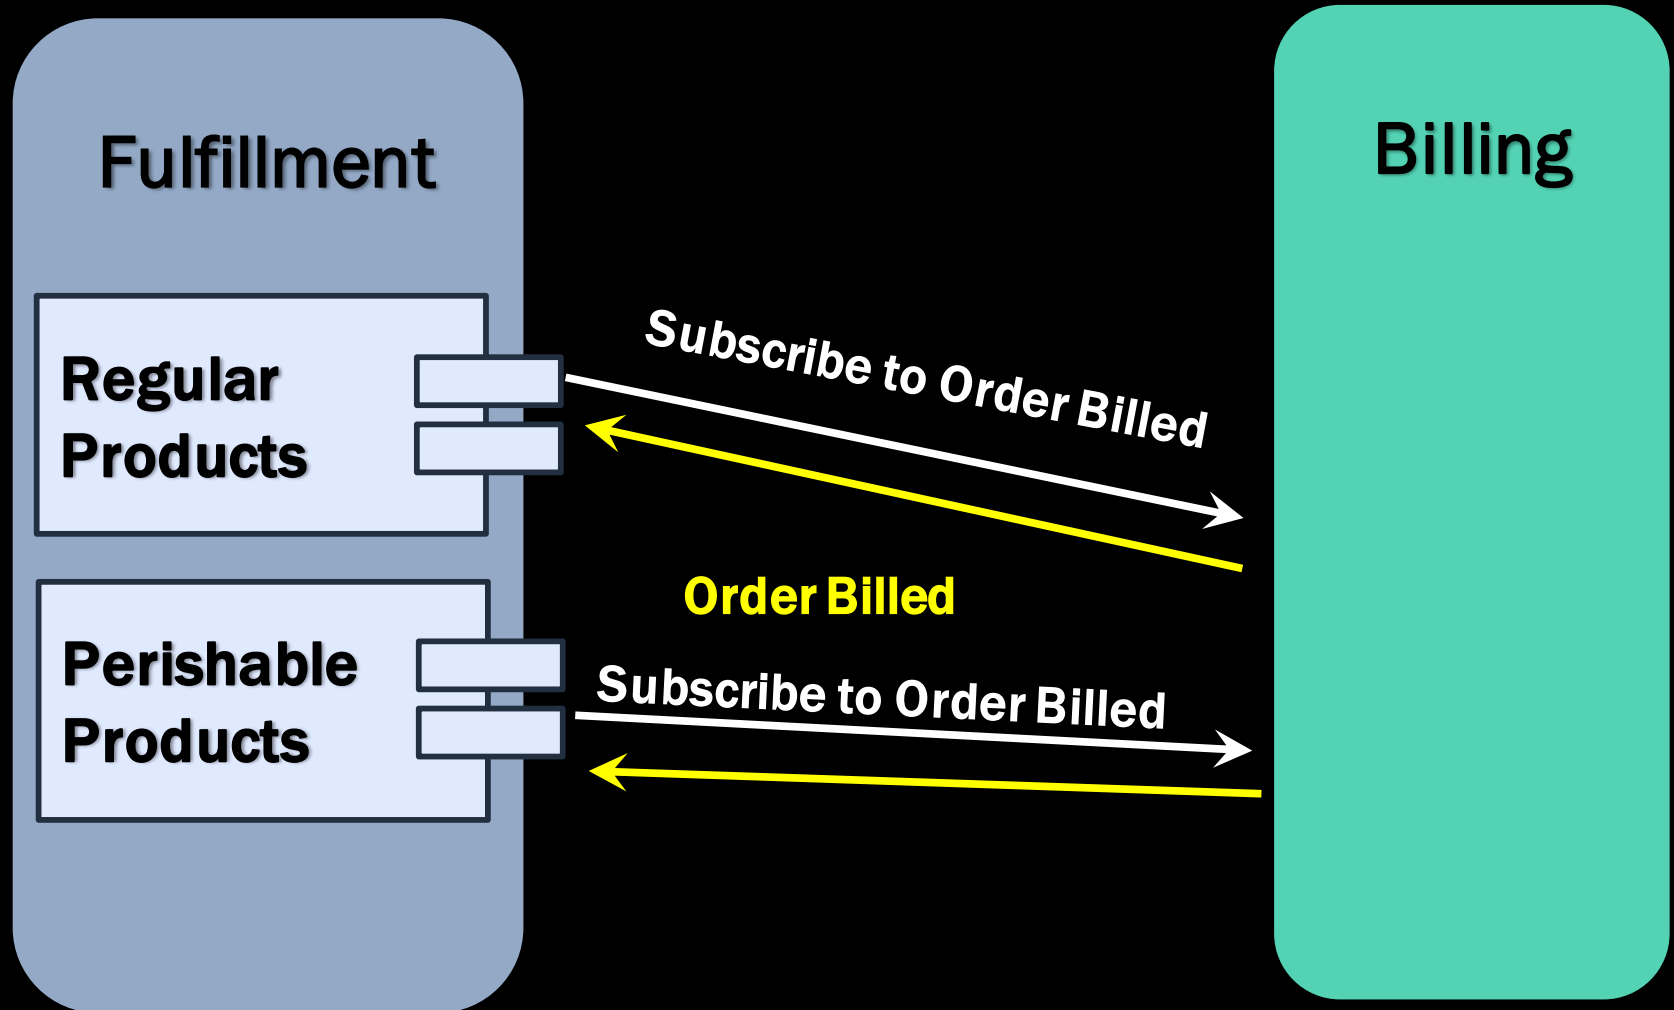 Fulfillment
Billing
Regular
Products
Subscribe to Order Billed
Order Billed
Perishable
Products
Subscribe to Order Billed